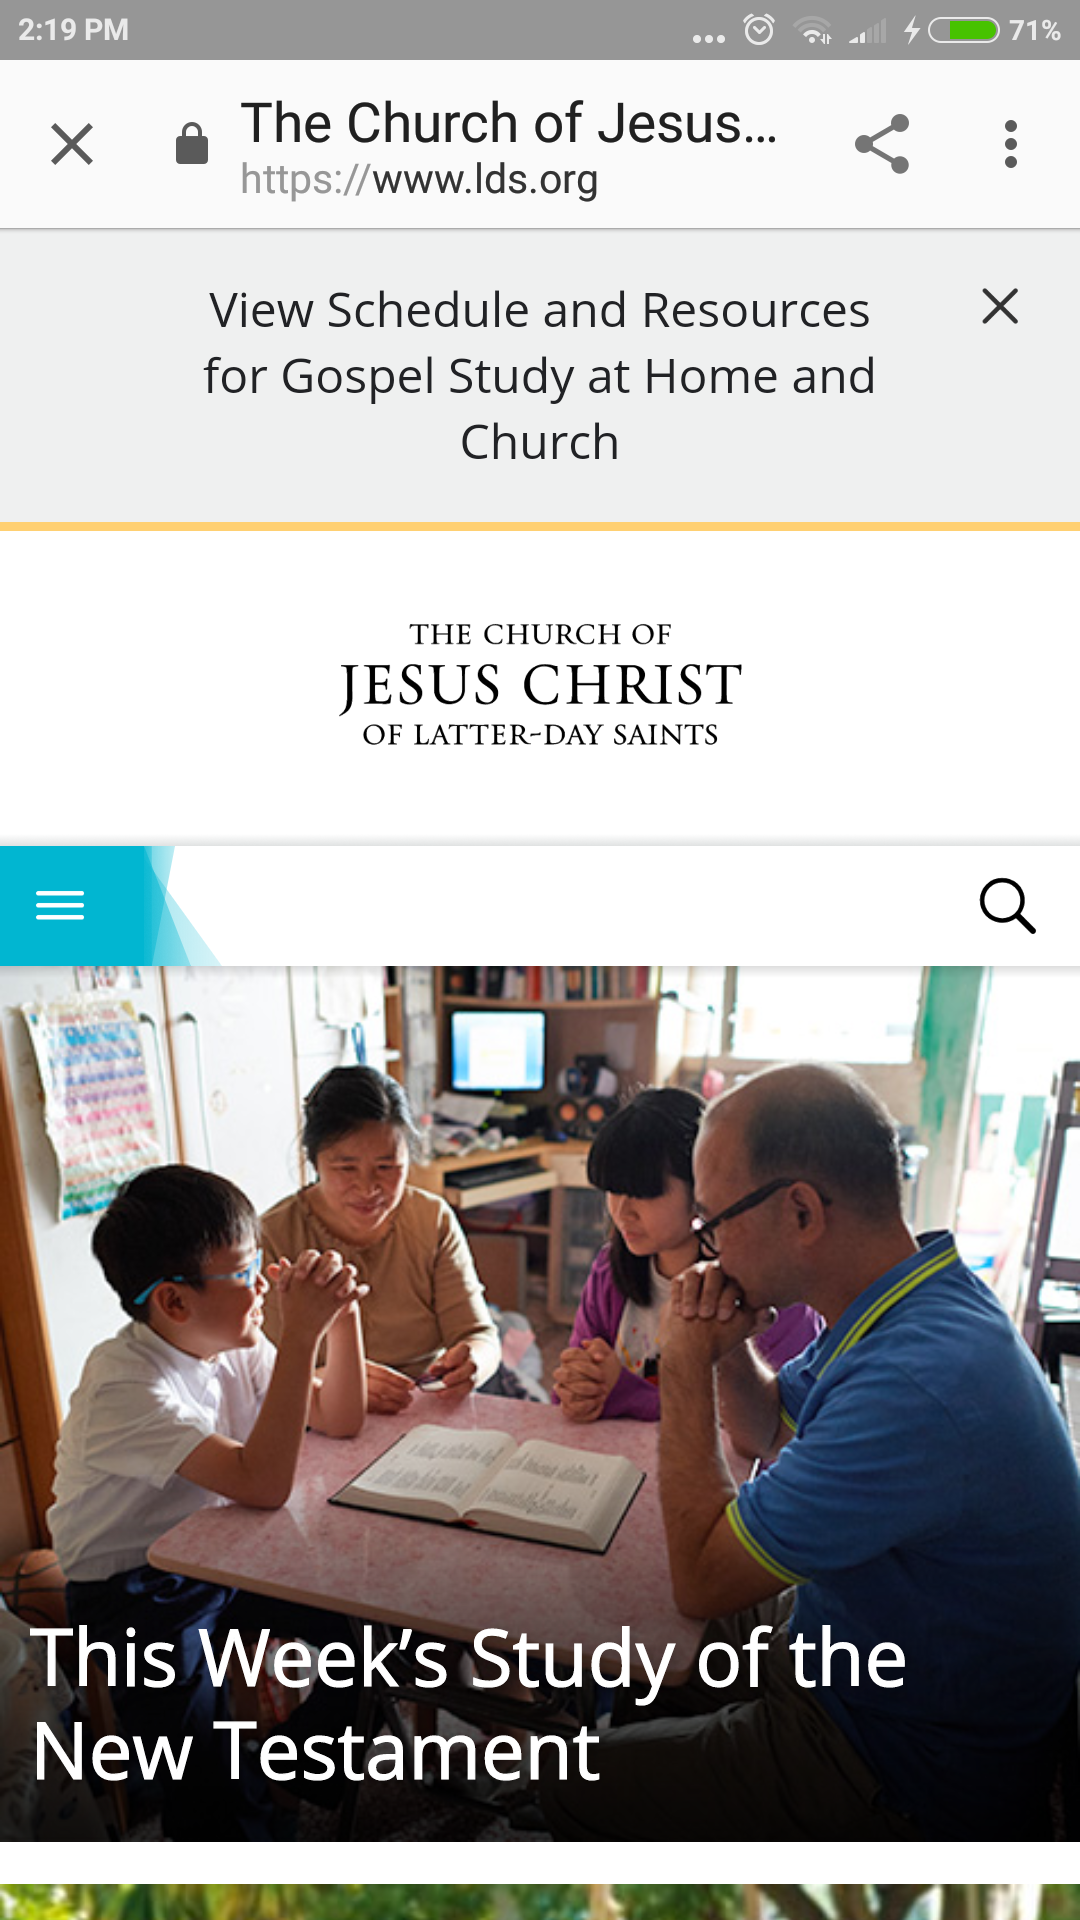 2:19 PM
71%
The Church of Jesus...
https://www.lds.org
View Schedule and Resources
for Gospel Study at Home and
Church
THE CHURCH OF
JESUS CHRIST
OF LATTER-DAY SAINTS
This Week’s Study of the
New Testament